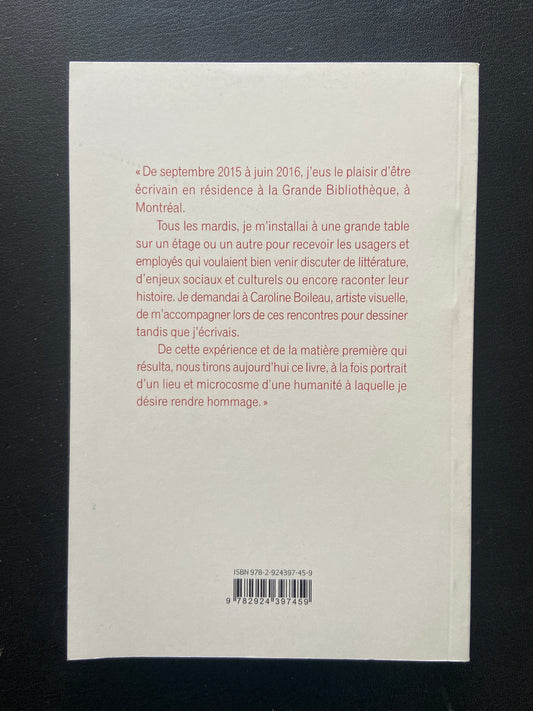 « De septembre 2015 à juin 2016, j'eus le plaisir d'être
écrivain en résidence à la Grande Bibliothèque, à
Montréal.
Tous les mardis, je m'installai à une grande table
sur un étage ou un autre pour recevoir les usagers et
employés qui voulaient bien venir discuter de littérature,
d'enjeux sociaux et culturels ou encore raconter leur
histoire. Je demandai à Caroline Boileau, artiste visuelle,
de m'accompagner lors de ces rencontres pour dessiner
tandis que j'écrivais.
De cette expérience et de la matière première qui
résulta, nous tirons aujourd'hui ce livre, à la fois portrait
d'un lieu et microcosme d'une humanité à laquelle je
désire rendre hommage. »
ISBN 978-2-924397-45-9
9 782924 397459